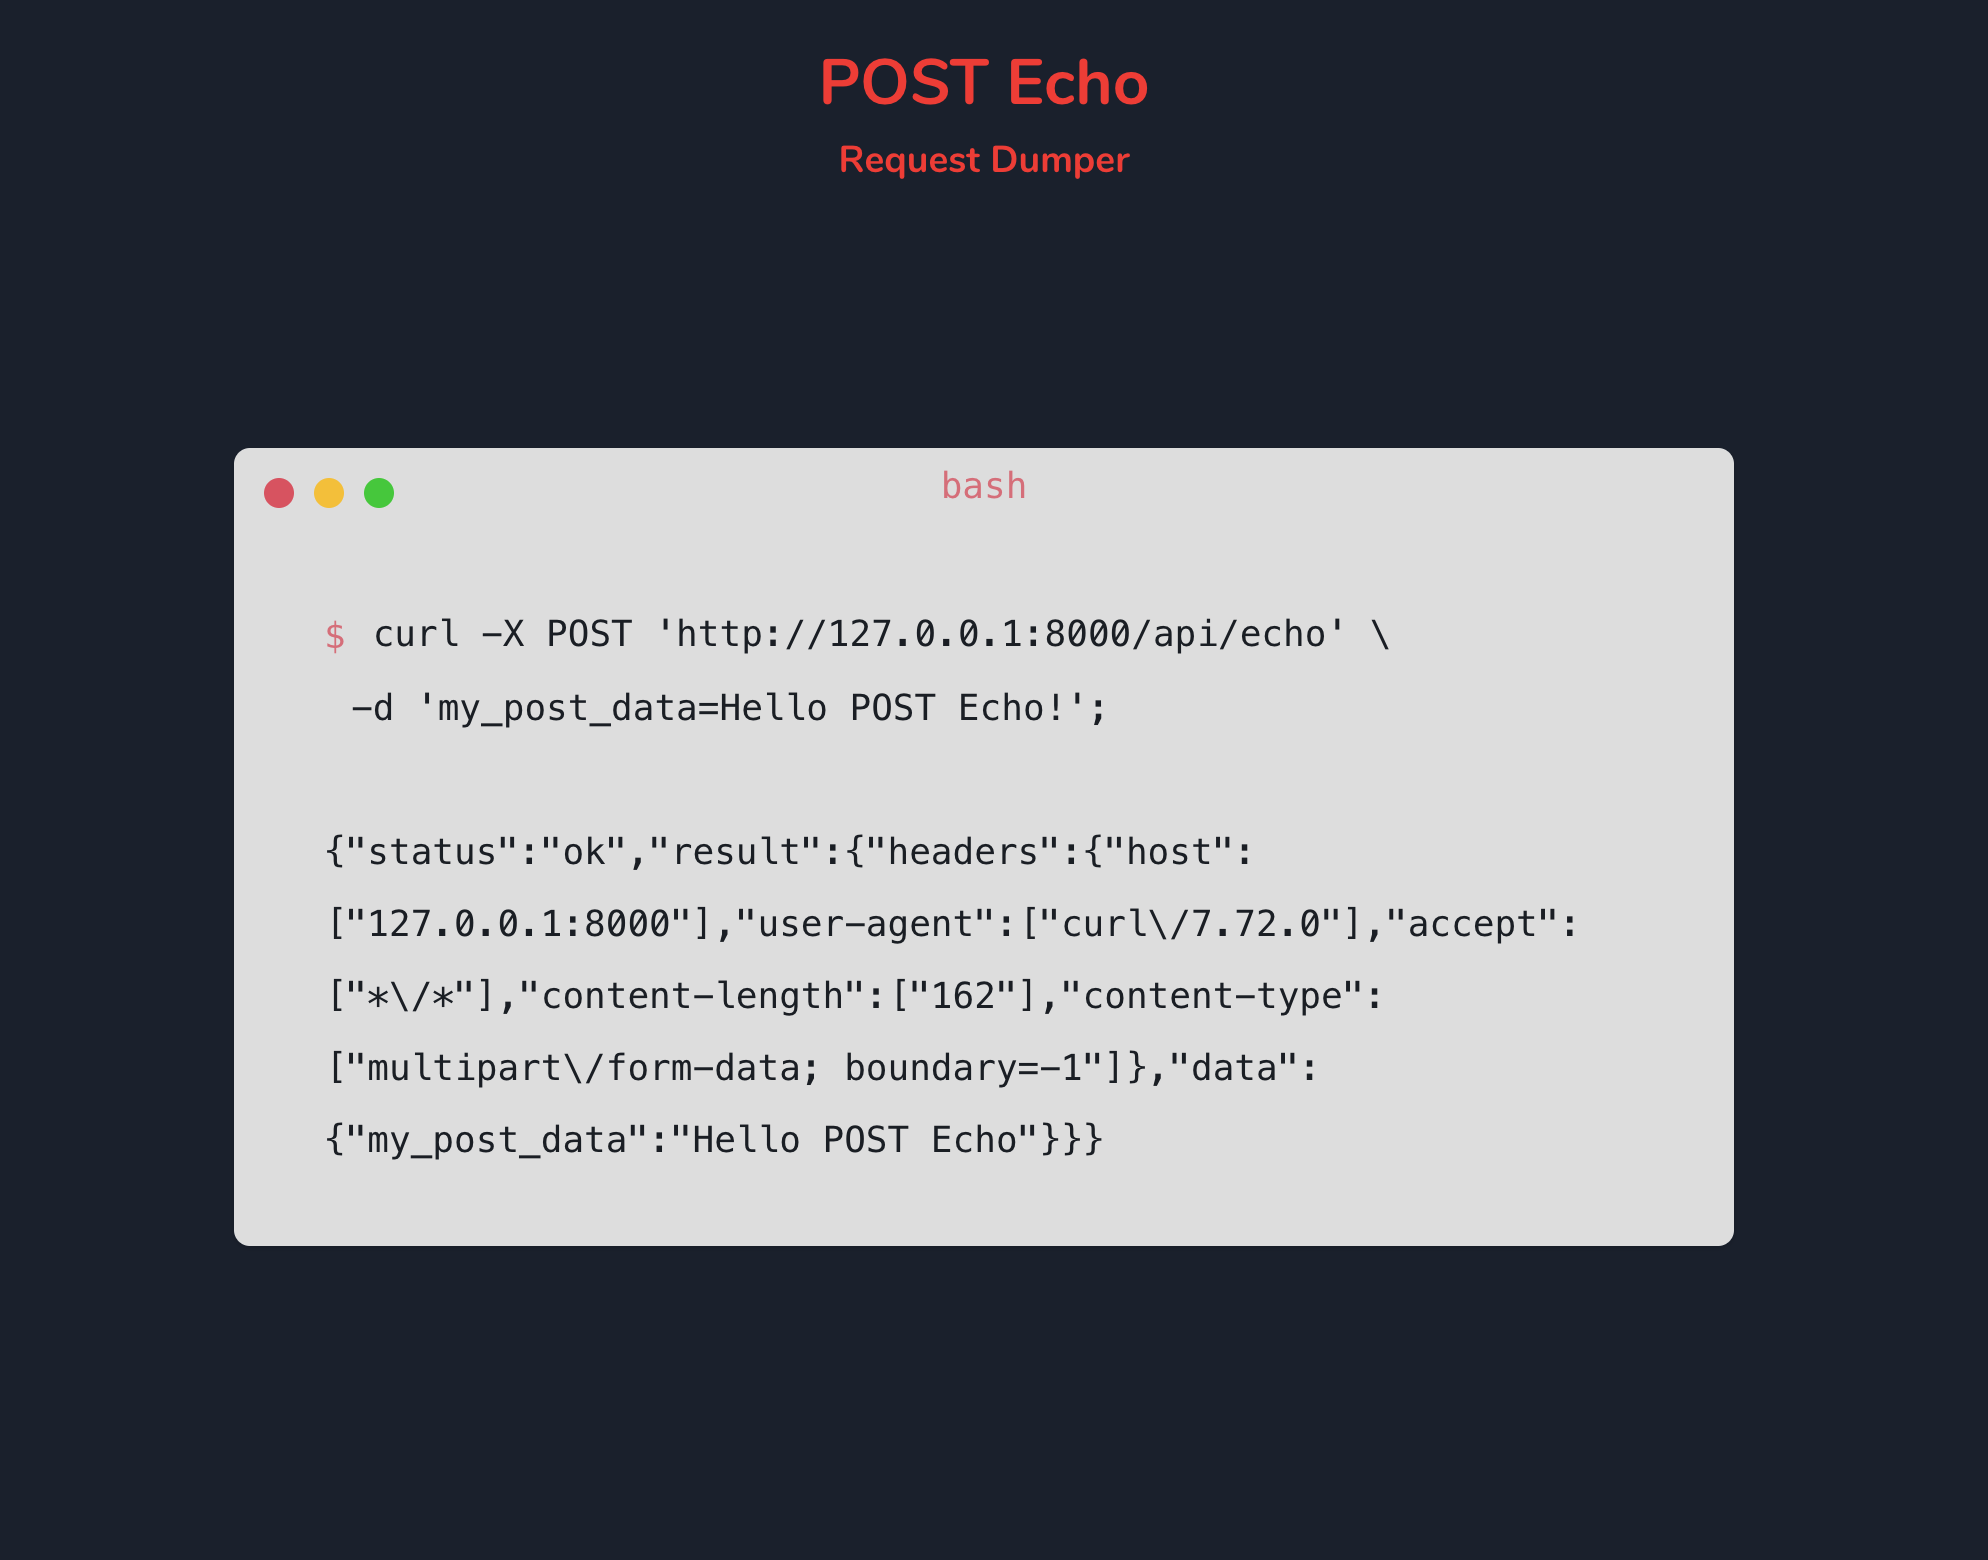 POST Echo
Request Dumper
bash
$ curl -X POST 'http://127.0.0.1:8000/api/echo' \
-d 'my_post_data=Hello POST Echo!';
{"status":"ok","result":{"headers":{"host":
["127.0.0.1:8000"],"user-agent":["curl\/7.72.0"],"accept":
["*\/*"],"content-length":["162"],"content-type":
["multipart\/form-data; boundary=-1"]},"data":
{"my_post_data":"Hello POST Echo"}}}